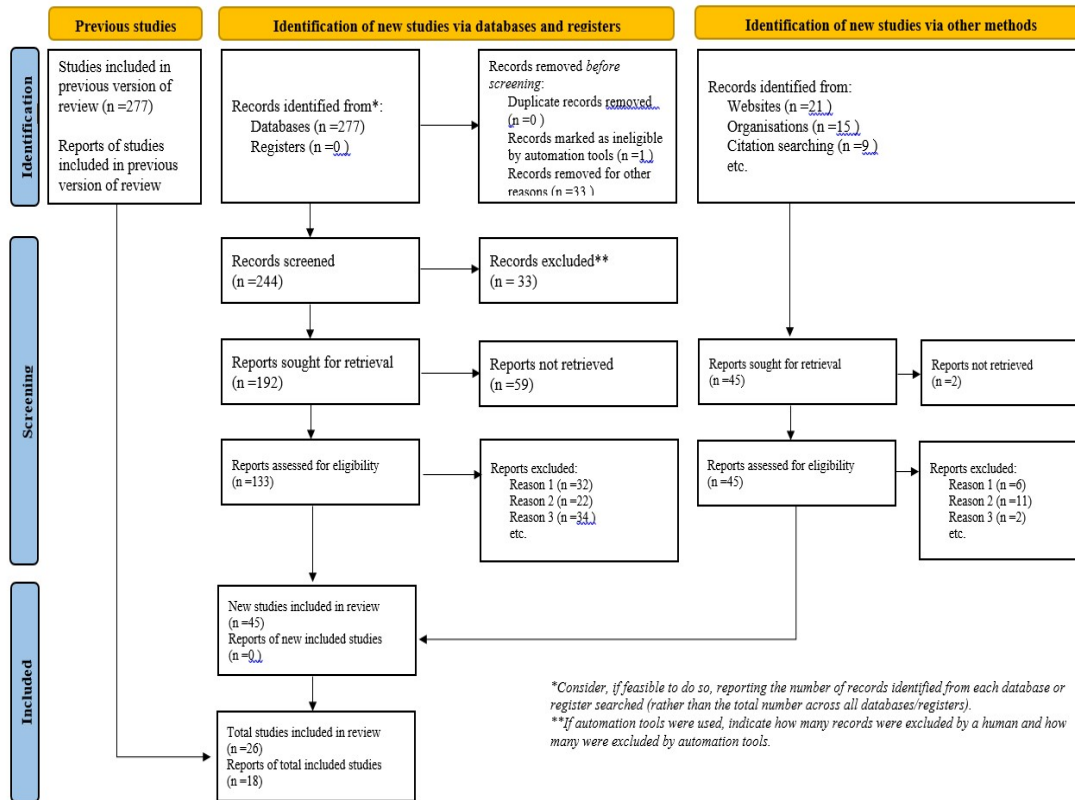 Previous studies
Identification of new studies via databases and registers
Identification of new studies via other methods
Identification
Studies included in
previous version of
review (n =277)
Reports of studies
included in previous
version of review
Records identified from*:
Databases (n =277)
Registers (n =0 )
Records removed before
screening:
Duplicate records removed
(n =0 )
Records marked as ineligible
by automation tools (n =1 )
Records removed for other
reasons (n =33 )
Records identified from:
Websites (n =21 )
Organisations (n =15 )
Citation searching (n =9 )
etc.
Screening
Records screened
(n =244)
Records excluded**
(n = 33)
Reports sought for retrieval
(n =192)
Reports not retrieved
(n =59)
Reports sought for retrieval
(n =45)
Reports not retrieved
(n =2)
Reports assessed for eligibility
(n =133)
Reports excluded:
Reason 1 (n =32)
Reason 2 (n =22)
Reason 3 (n =34 )
etc.
Reports assessed for eligibility
(n =45)
Reports excluded:
Reason 1 (n =6)
Reason 2 (n =11)
Reason 3 (n =2)
etc.
Included
New studies included in review
(n =45)
Reports of new included studies
(n =0 )
Total studies included in review
(n =26)
Reports of total included studies
(n =18)
*Consider, if feasible to do so, reporting the number of records identified from each database or
register searched (rather than the total number across all databases/registers).
**If automation tools were used, indicate how many records were excluded by a human and how
many were excluded by automation tools.